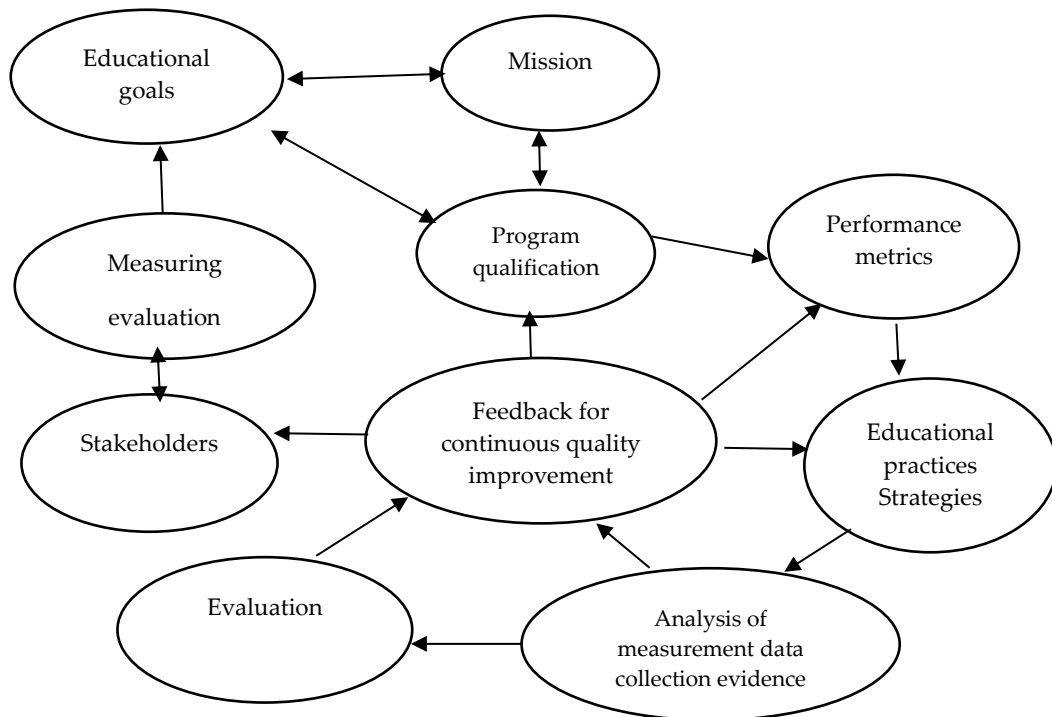 Educational
goals
Mission
Program
qualification
Performance
metrics
Measuring
evaluation
Stakeholders
Feedback for
continuous quality
improvement
Educational
practices
Strategies
Evaluation
Analysis of
measurement data
collection evidence